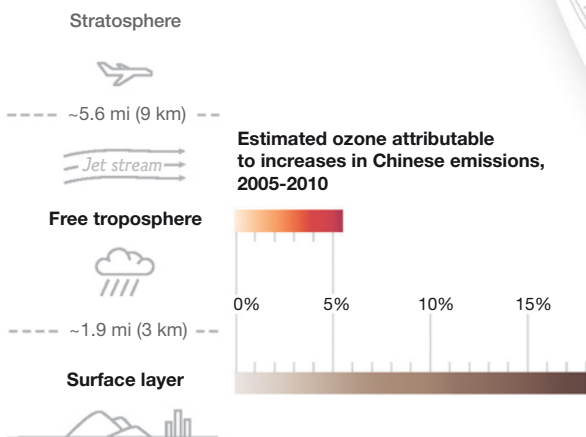 Stratosphere
~5.6 mi (9 km)
Jet stream
Estimated ozone attributable
to increases in Chinese emissions,
2005-2010
Free troposphere
0% 5% 10% 15%
~1.9 mi (3 km)
Surface layer